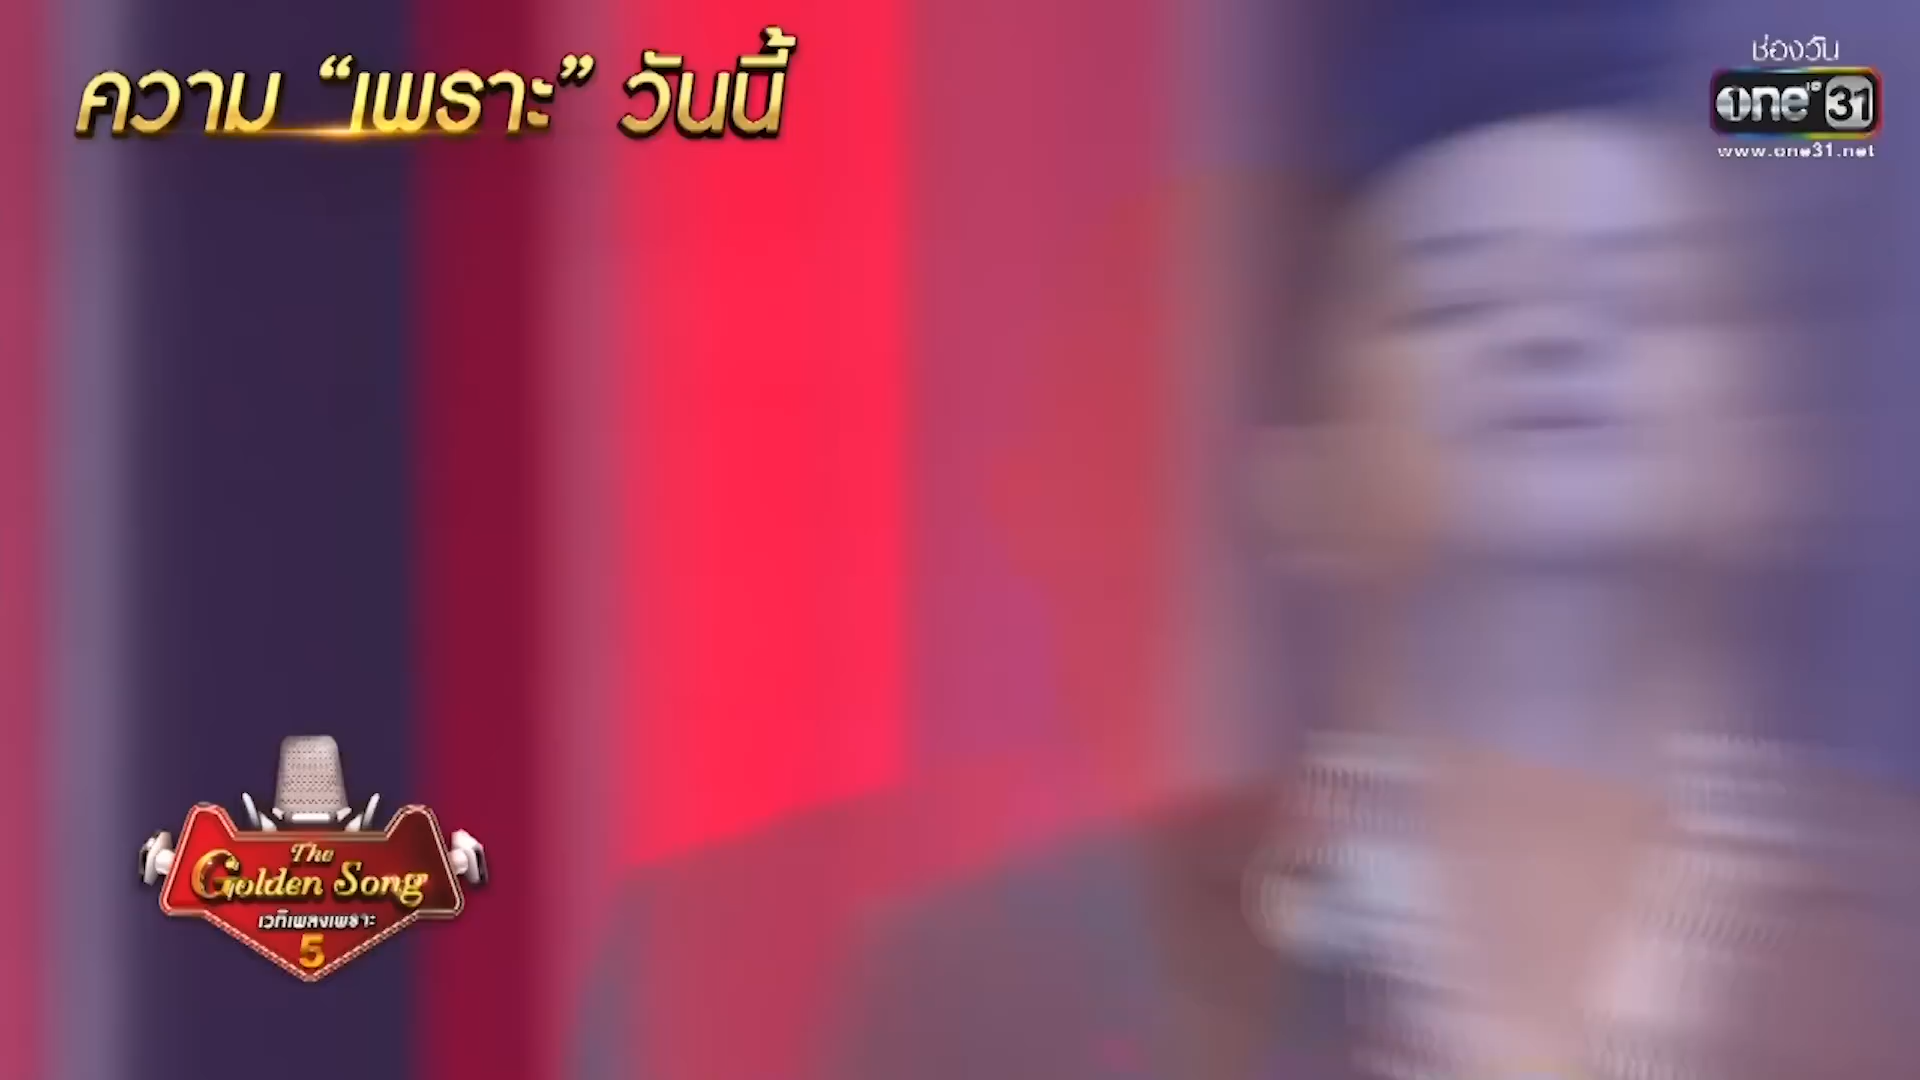 ความ “เพราะ” วันนี้
ช่องวัน
one 31
www.one31.net
The
Golden Song
เวทีเพลงเพราะ
5